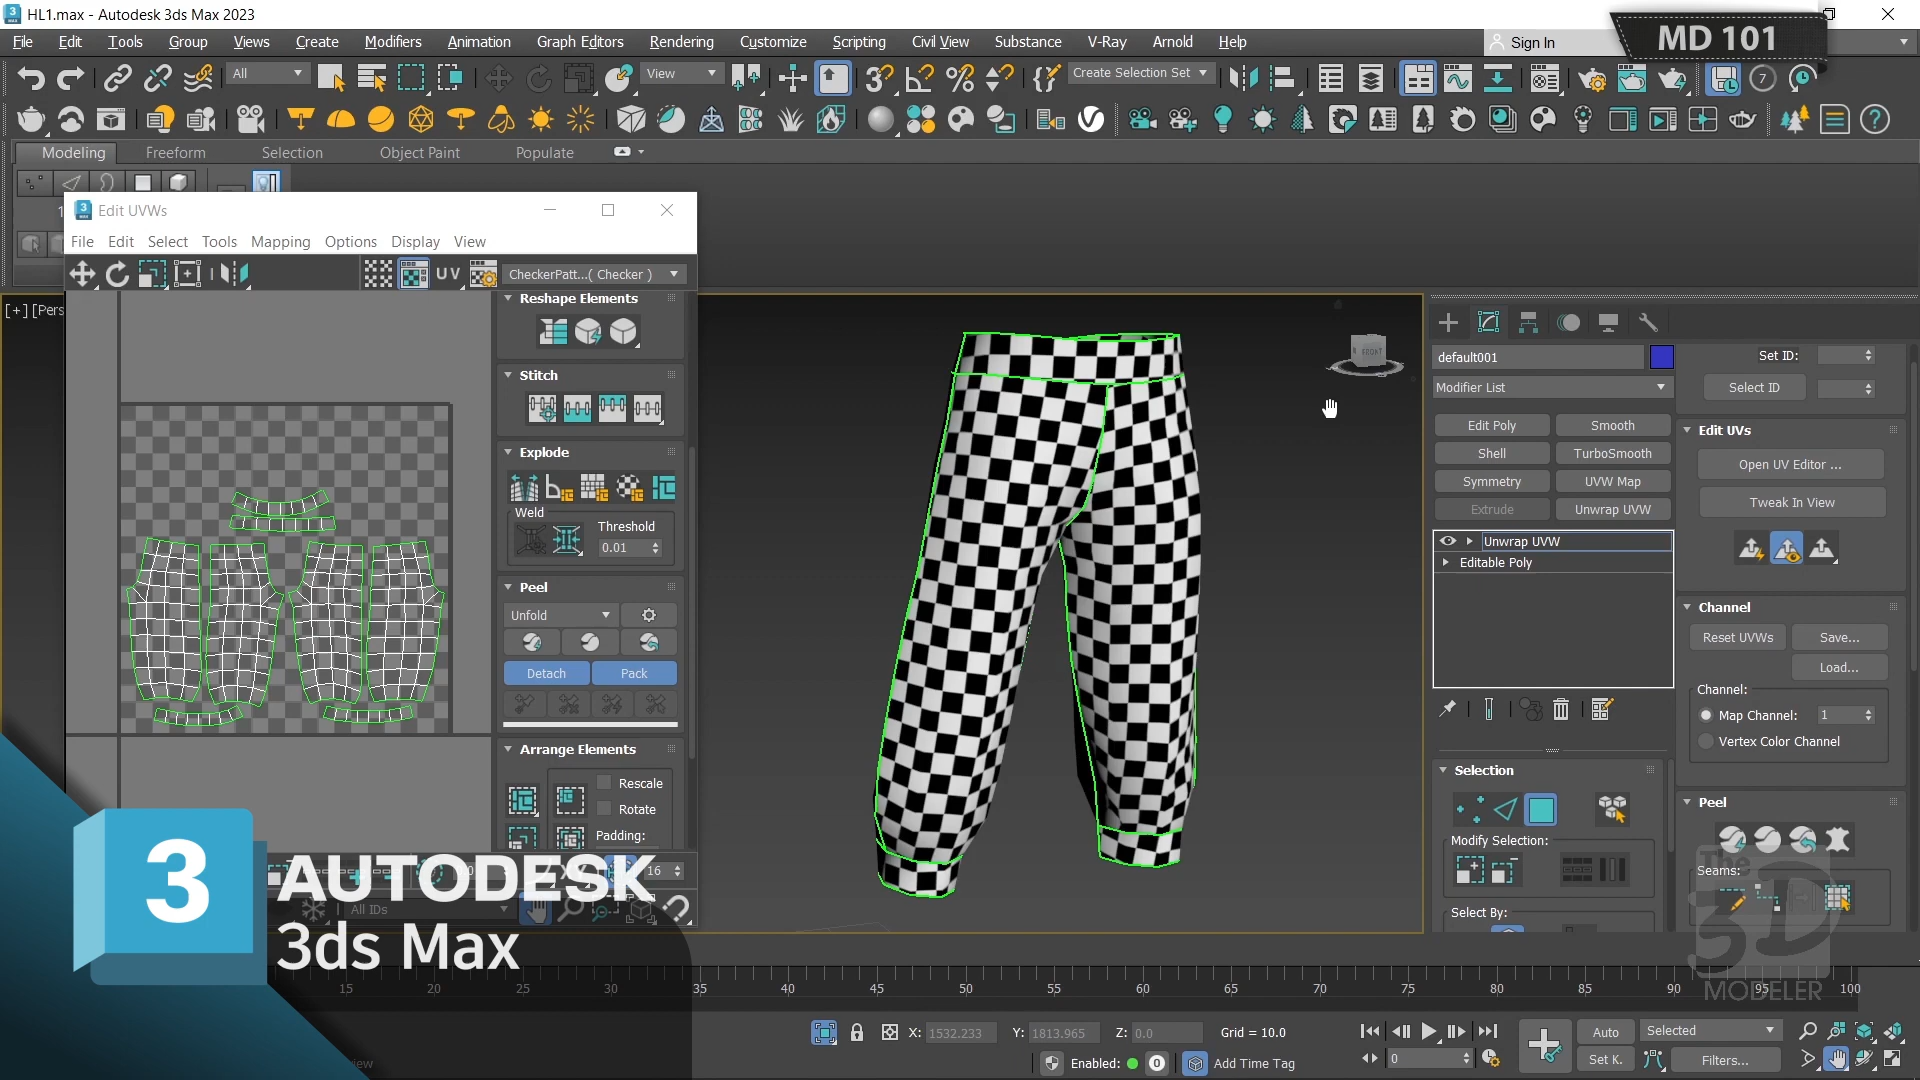 HL1.max - Autodesk 3ds Max 2023
MD 101
File Edit Tools Group Views Create Modifiers Animation Graph Editors Rendering Customize Scripting Civil View Substance V-Ray Arnold Help
Sign In
All
View
Create Selection Set
7
Modeling Freeform Selection Object Paint Populate
Edit UVWs
File Edit Select Tools Mapping Options Display View
UV
CheckerPatt...( Checker )
[+][Pers
Reshape Elements
Stitch
Explode
Weld
Threshold
0.01
Peel
Unfold
Detach Pack
Arrange Elements
Rescale
Rotate
Padding:
16
All IDs
FRONT
default001
Modifier List
Edit Poly Smooth
Shell TurboSmooth
Symmetry UVW Map
Extrude Unwrap UVW
Unwrap UVW
Editable Poly
Selection
Modify Selection:
Select By:
Set ID:
Select ID
Edit UVs
Open UV Editor ...
Tweak In View
Channel
Reset UVWs Save...
Load...
Channel:
Map Channel: 1
Vertex Color Channel
Peel
Seams:
The
3D
MODELER
3
AUTODESK
3ds Max
15 20 25 30 35 40 45 50 55 60 65 70 75 80 85 90 95 100
X: 1532.233 Y: 1813.965 Z: 0.0 Grid = 10.0
Enabled: 0 Add Time Tag
0
Auto Selected
Set K. Filters...